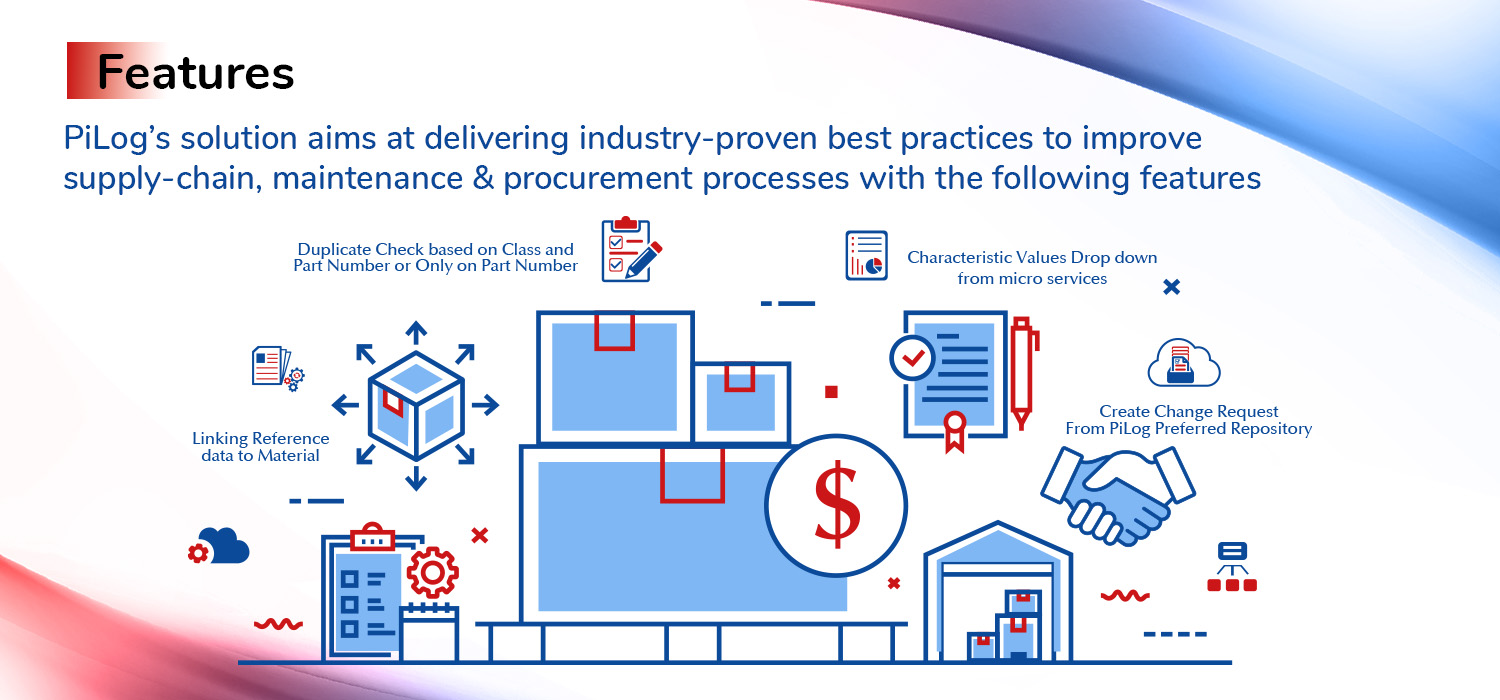 Features
PiLog’s solution aims at delivering industry-proven best practices to improve
supply-chain, maintenance & procurement processes with the following features
Duplicate Check based on Class and
Part Number or Only on Part Number
Characteristic Values Drop down
from micro services
Linking Reference
data to Material
Create Change Request
From PiLog Preferred Repository
$